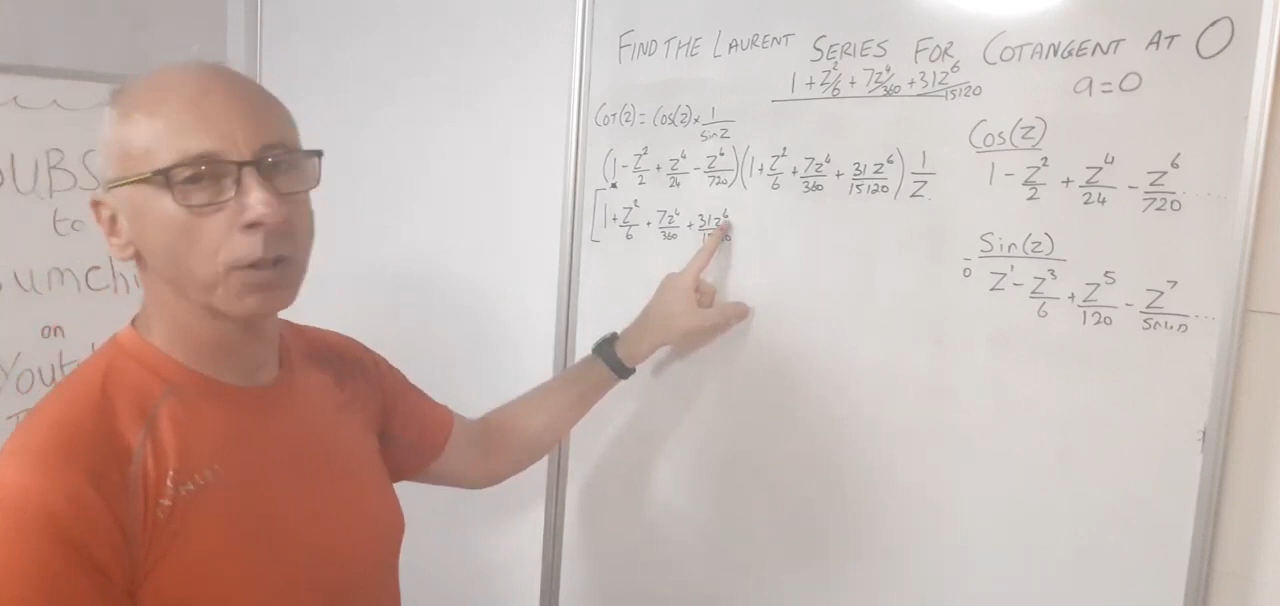 UBS
to
umchi
on
Yout
FIND THE LAURENT SERIES FOR COTANGENT AT 0
1 + z²/6 + 7z⁴/360 + 31z⁶/15120
a=0
Cot(z) = Cos(z) × 1/sin z
(1 - z²/2 + z⁴/24 - z⁶/720)(1 + z²/6 + 7z⁴/360 + 31z⁶/15120) 1/z
[1 + z²/6 + 7z⁴/360 + 31z⁶
Cos(z)
1 - z²/2 + z⁴/24 - z⁶/720 ....
Sin(z)
0
z¹ - z³/6 + z⁵/120 - z⁷/5040 ...